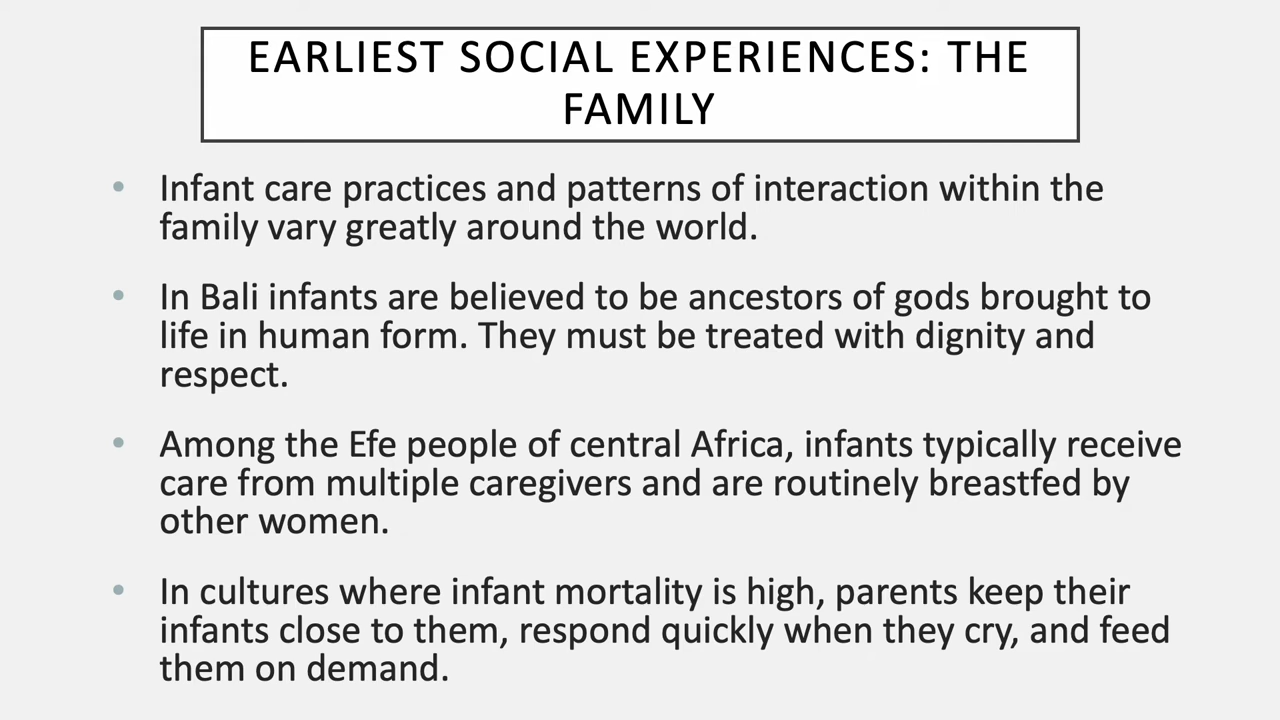 EARLIEST SOCIAL EXPERIENCES: THE
FAMILY
• Infant care practices and patterns of interaction within the
family vary greatly around the world.
• In Bali infants are believed to be ancestors of gods brought to
life in human form. They must be treated with dignity and
respect.
• Among the Efe people of central Africa, infants typically receive
care from multiple caregivers and are routinely breastfed by
other women.
• In cultures where infant mortality is high, parents keep their
infants close to them, respond quickly when they cry, and feed
them on demand.